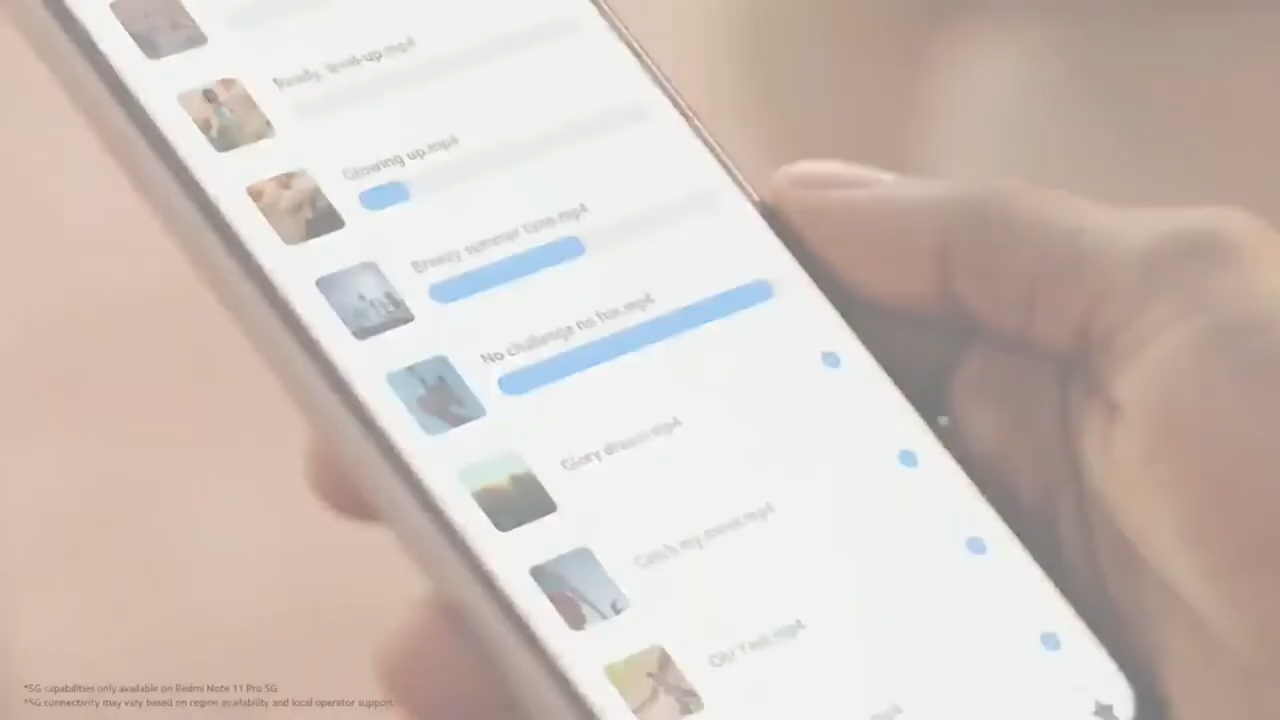 Ready, level-up.mp4
Glowing up.mp4
Breezy summer time.mp4
No challenge no fun.mp4
Glory dream.mp4
Catch my move.mp4
Oh! Yeah.mp4
*5G capabilities only available on Redmi Note 11 Pro 5G
*5G connectivity may vary based on region availability and local operator support.